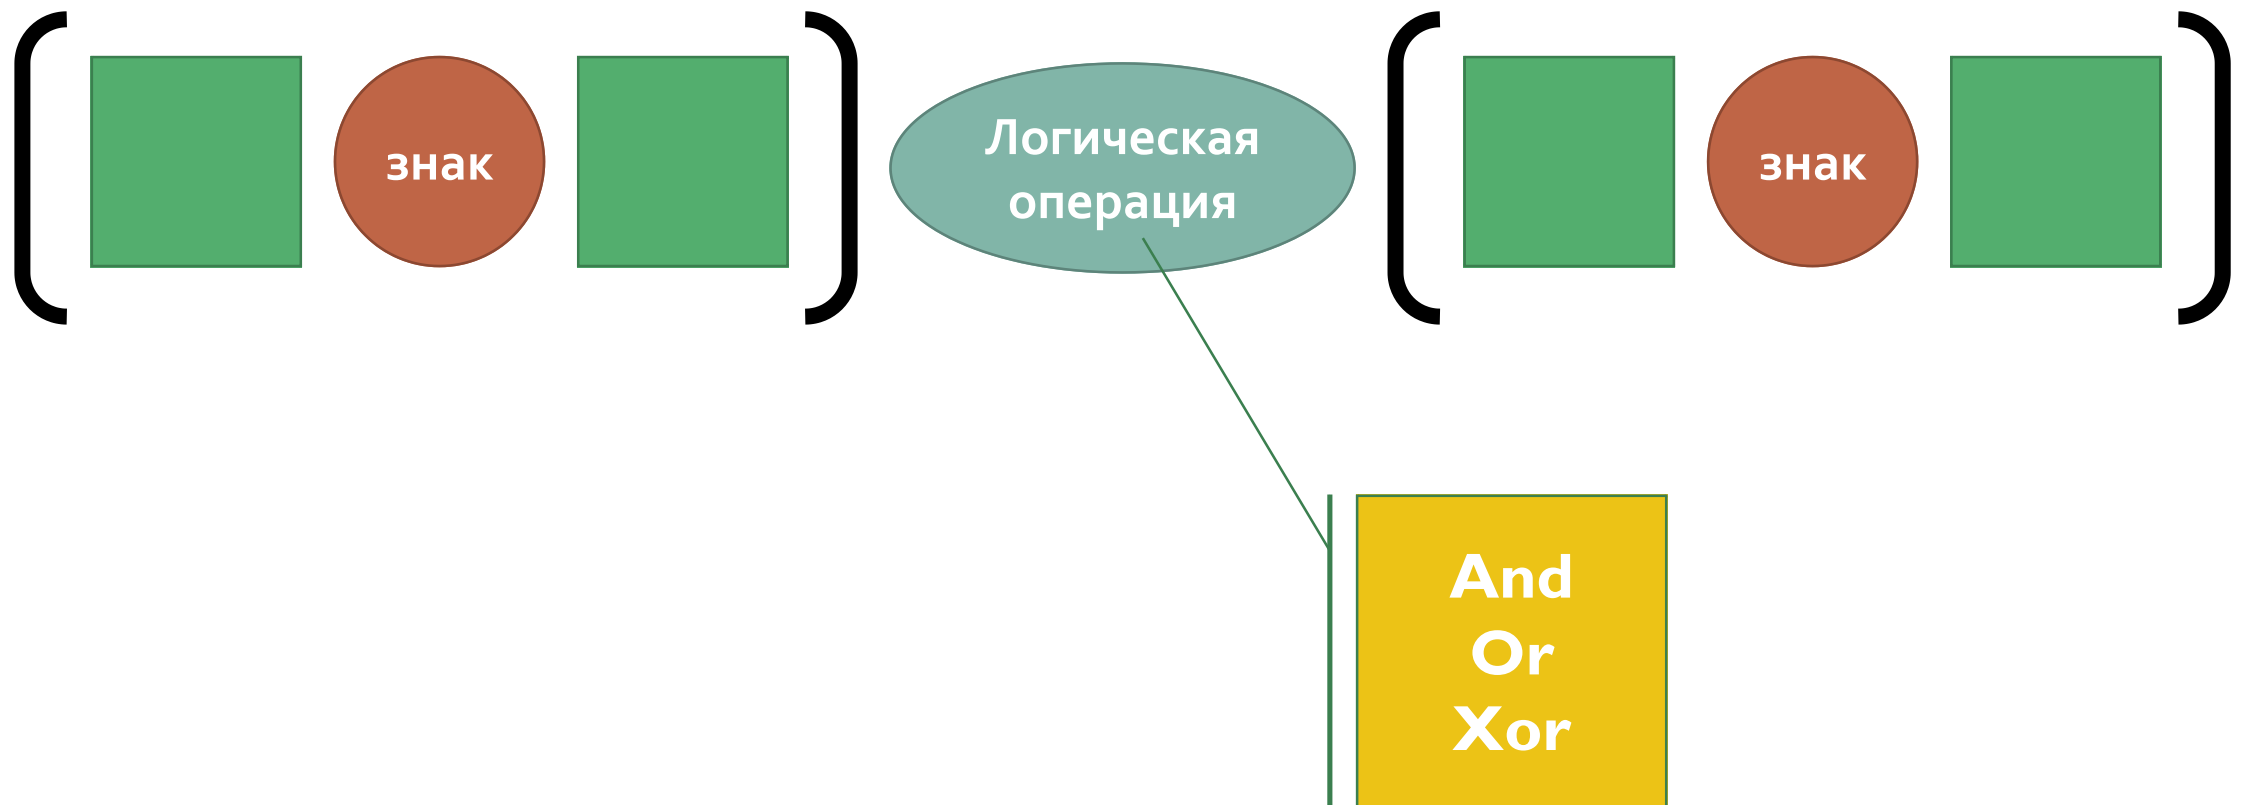 знак
Логическая
операция
знак
And
Or
Xor